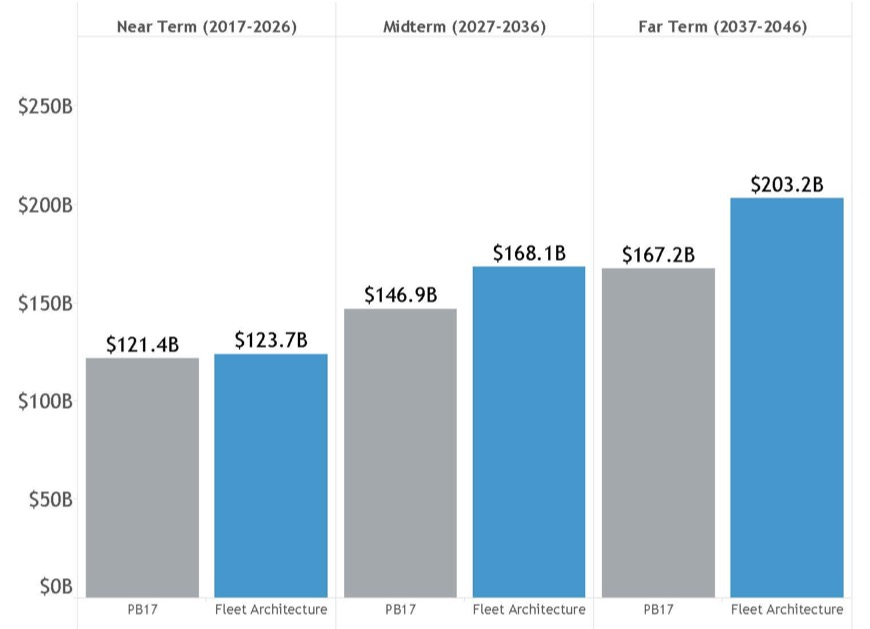 Near Term (2017-2026) Midterm (2027-2036) Far Term (2037-2046)
$250B
$200B
$150B
$100B
$50B
$0B
$121.4B
$123.7B
$146.9B
$168.1B
$167.2B
$203.2B
PB17 Fleet Architecture PB17 Fleet Architecture PB17 Fleet Architecture